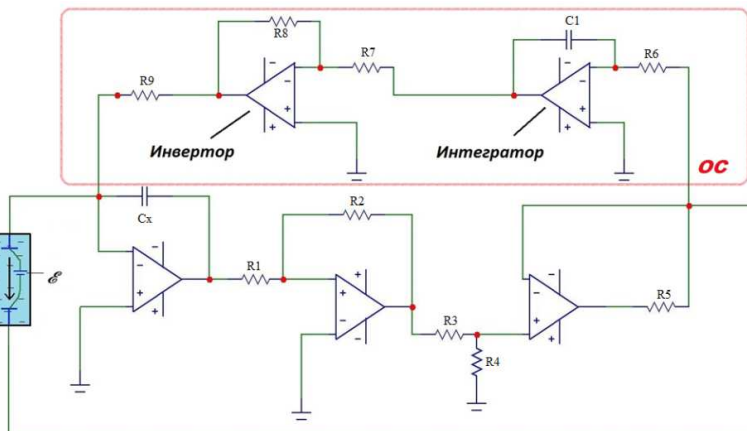 R8
C1
R9
R7
R6
Инвертор
Интегратор
ОС
Cx
R2
ℰ
R1
R5
R3
R4